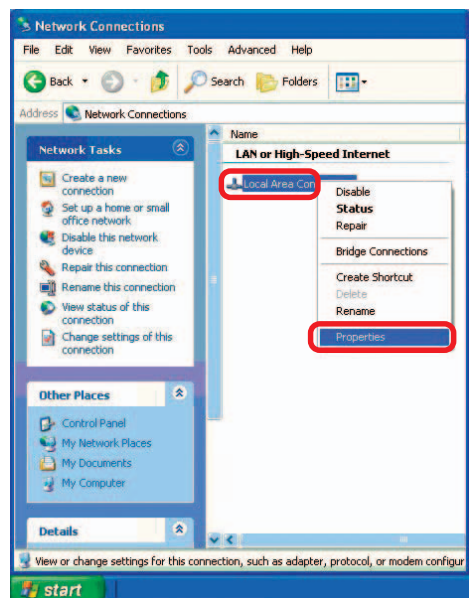 Network Connections
File Edit View Favorites Tools Advanced Help
Back Search Folders
Address Network Connections
Network Tasks
Create a new
connection
Set up a home or small
office network
Disable this network
device
Repair this connection
Rename this connection
View status of this
connection
Change settings of this
connection
Other Places
Control Panel
My Network Places
My Documents
My Computer
Details
Name
LAN or High-Speed Internet
Local Area Con
Disable
Status
Repair
Bridge Connections
Create Shortcut
Delete
Rename
Properties
View or change settings for this connection, such as adapter, protocol, or modem configur
start